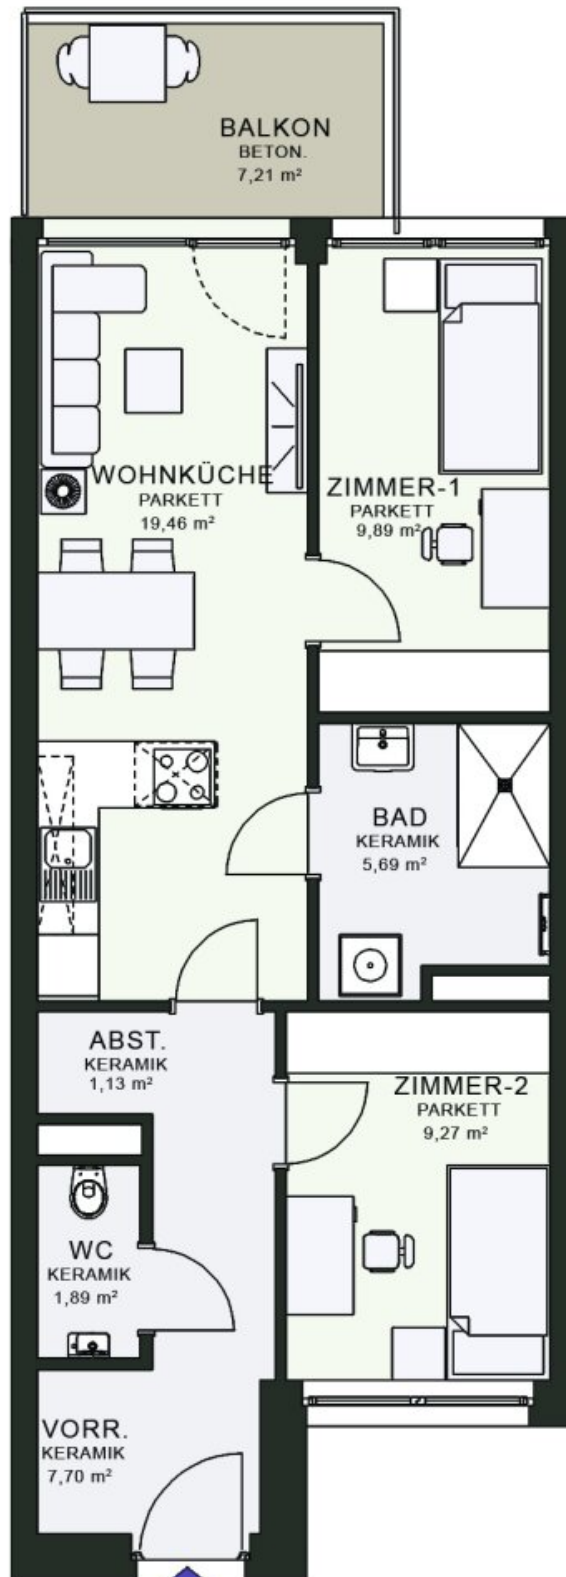 BALKON
BETON.
7,21 m²
WOHNKÜCHE
PARKETT
19,46 m²
ZIMMER-1
PARKETT
9,89 m²
BAD
KERAMIK
5,69 m²
ABST.
KERAMIK
1,13 m²
ZIMMER-2
PARKETT
9,27 m²
WC
KERAMIK
1,89 m²
VORR.
KERAMIK
7,70 m²